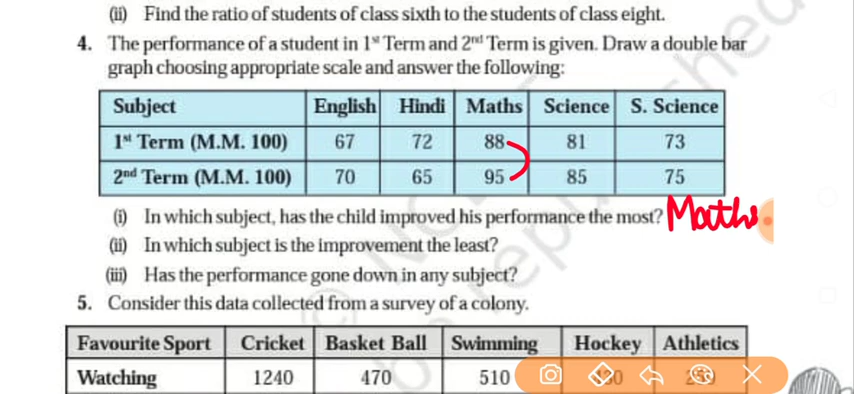 (ii) Find the ratio of students of class sixth to the students of class eight.
4. The performance of a student in 1st Term and 2nd Term is given. Draw a double bar
graph choosing appropriate scale and answer the following:
Subject English Hindi Maths Science S. Science
1st Term (M.M. 100) 67 72 88 81 73
2nd Term (M.M. 100) 70 65 95 85 75
(i) In which subject, has the child improved his performance the most? Maths
(ii) In which subject is the improvement the least?
(iii) Has the performance gone down in any subject?
5. Consider this data collected from a survey of a colony.
Favourite Sport Cricket Basket Ball Swimming Hockey Athletics
Watching 1240 470 510